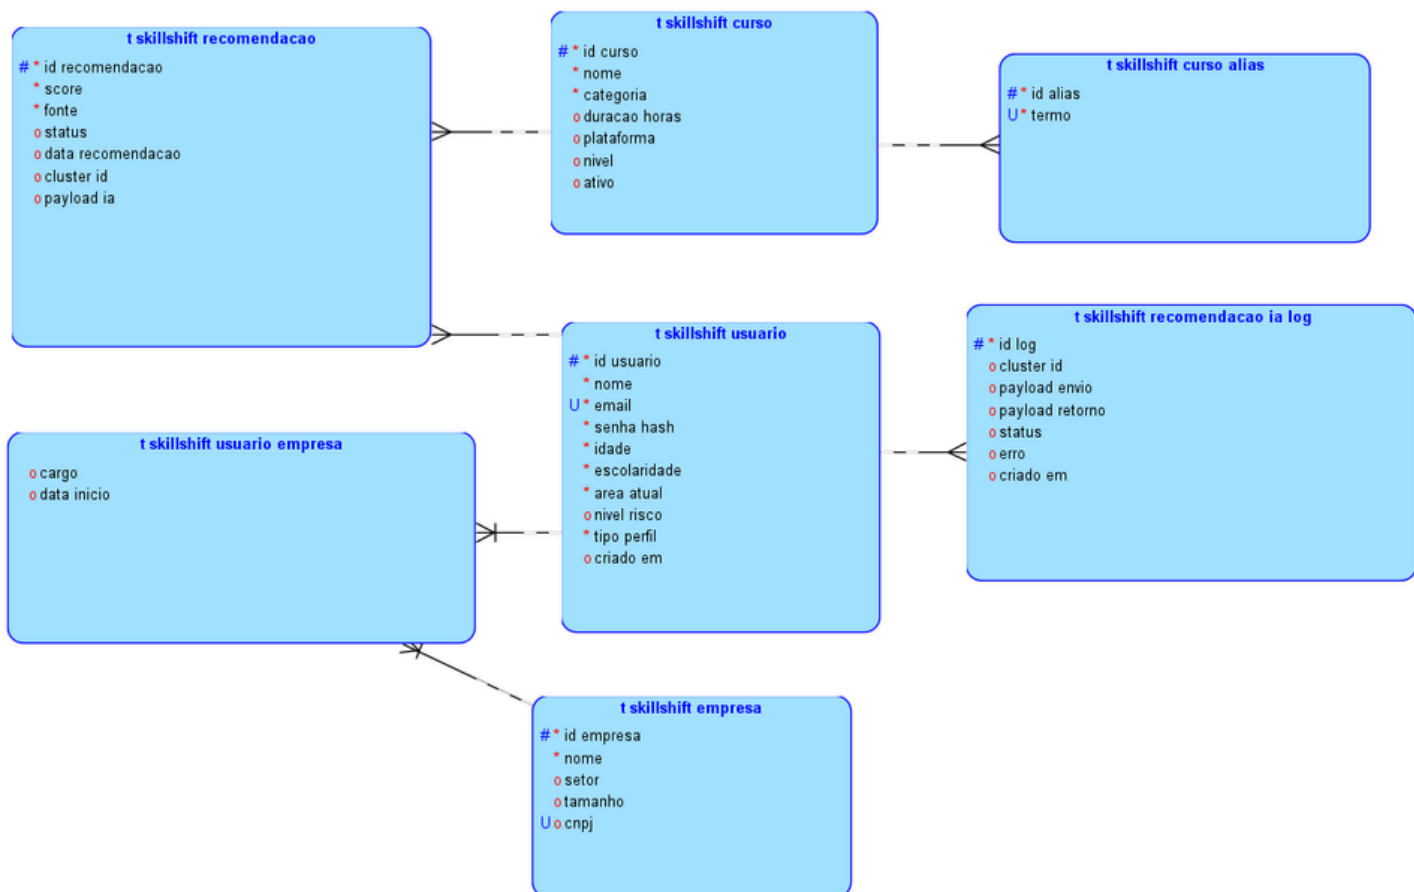 t skillshift recomendacao
# * id recomendacao
* score
* fonte
o status
o data recomendacao
o cluster id
o payload ia
t skillshift curso
# * id curso
* nome
* categoria
o duracao horas
o plataforma
o nivel
o ativo
t skillshift curso alias
# * id alias
U * termo
t skillshift usuario
# * id usuario
* nome
U * email
* senha hash
* idade
* escolaridade
* area atual
o nivel risco
* tipo perfil
o criado em
t skillshift recomendacao ia log
# * id log
o cluster id
o payload envio
o payload retorno
o status
o erro
o criado em
t skillshift usuario empresa
o cargo
o data inicio
t skillshift empresa
# * id empresa
* nome
o setor
o tamanho
U o cnpj